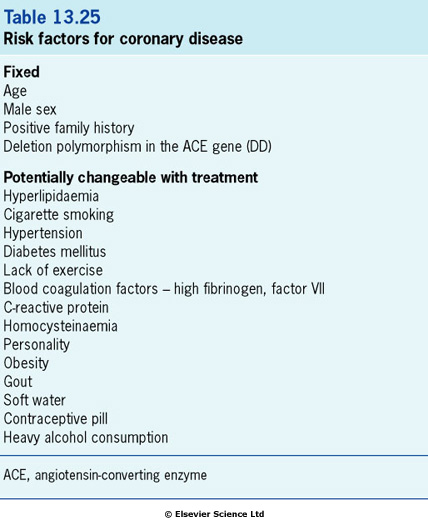 Table 13.25
Risk factors for coronary disease
Fixed
Age
Male sex
Positive family history
Deletion polymorphism in the ACE gene (DD)
Potentially changeable with treatment
Hyperlipidaemia
Cigarette smoking
Hypertension
Diabetes mellitus
Lack of exercise
Blood coagulation factors – high fibrinogen, factor VII
C-reactive protein
Homocysteinaemia
Personality
Obesity
Gout
Soft water
Contraceptive pill
Heavy alcohol consumption
ACE, angiotensin-converting enzyme
© Elsevier Science Ltd